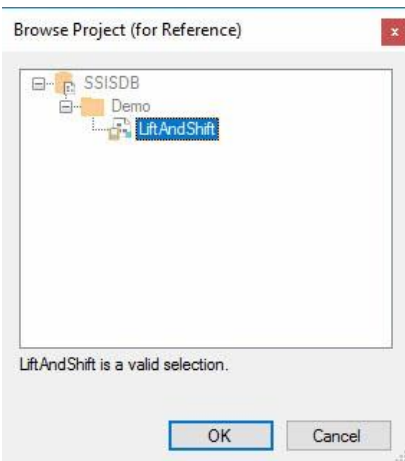 Browse Project (for Reference)
x
SSISDB
Demo
LiftAndShift
LiftAndShift is a valid selection.
OK
Cancel